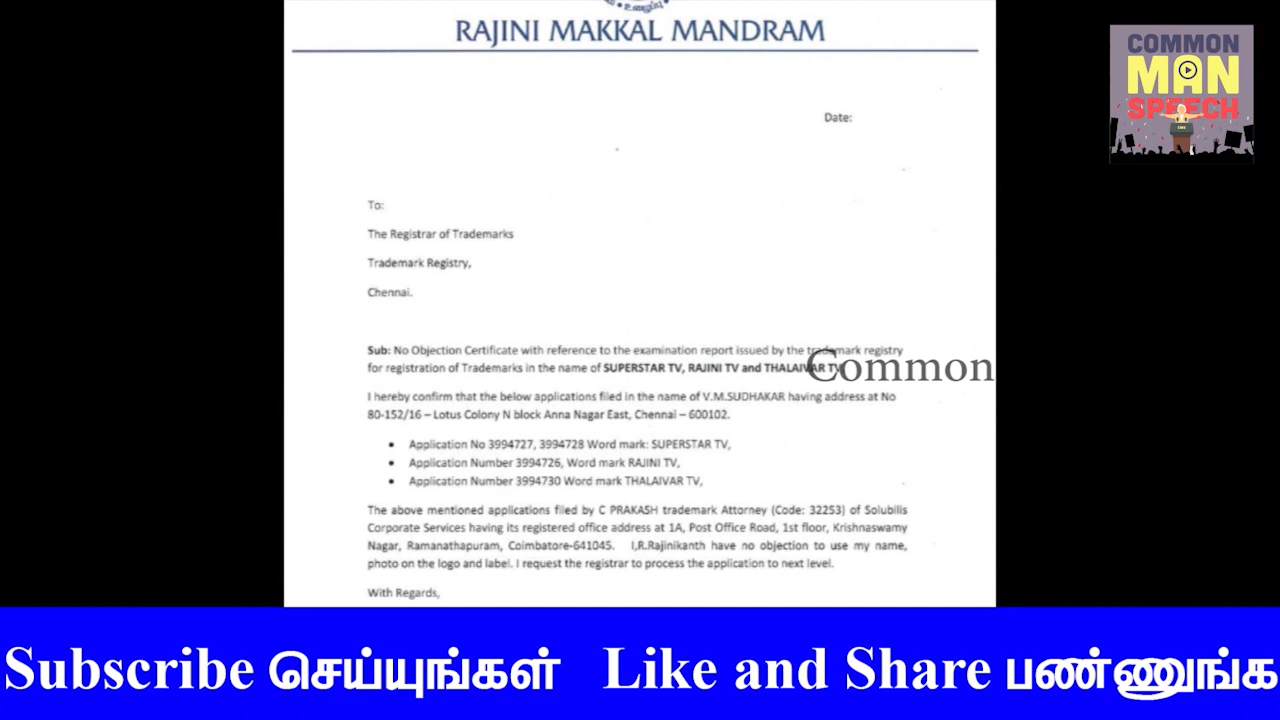 உழைப்பு
RAJINI MAKKAL MANDRAM
COMMON
MAN
SPEECH
Date:
To:
The Registrar of Trademarks
Trademark Registry,
Chennai.
Sub: No Objection Certificate with reference to the examination report issued by the trademark registry
for registration of Trademarks in the name of SUPERSTAR TV, RAJINI TV and THALAIVAR TV
Common
I hereby confirm that the below applications filed in the name of V.M.SUDHAKAR having address at No
80-152/16 – Lotus Colony N block Anna Nagar East, Chennai – 600102.
• Application No 3994727, 3994728 Word mark: SUPERSTAR TV,
• Application Number 3994726, Word mark RAJINI TV,
• Application Number 3994730 Word mark THALAIVAR TV,
The above mentioned applications filed by C PRAKASH trademark Attorney (Code: 32253) of Solubilis
Corporate Services having its registered office address at 1A, Post Office Road, 1st floor, Krishnaswamy
Nagar, Ramanathapuram, Coimbatore-641045. I,R.Rajinikanth have no objection to use my name,
photo on the logo and label. I request the registrar to process the application to next level.
With Regards,
Subscribe செய்யுங்கள் Like and Share பண்ணுங்க